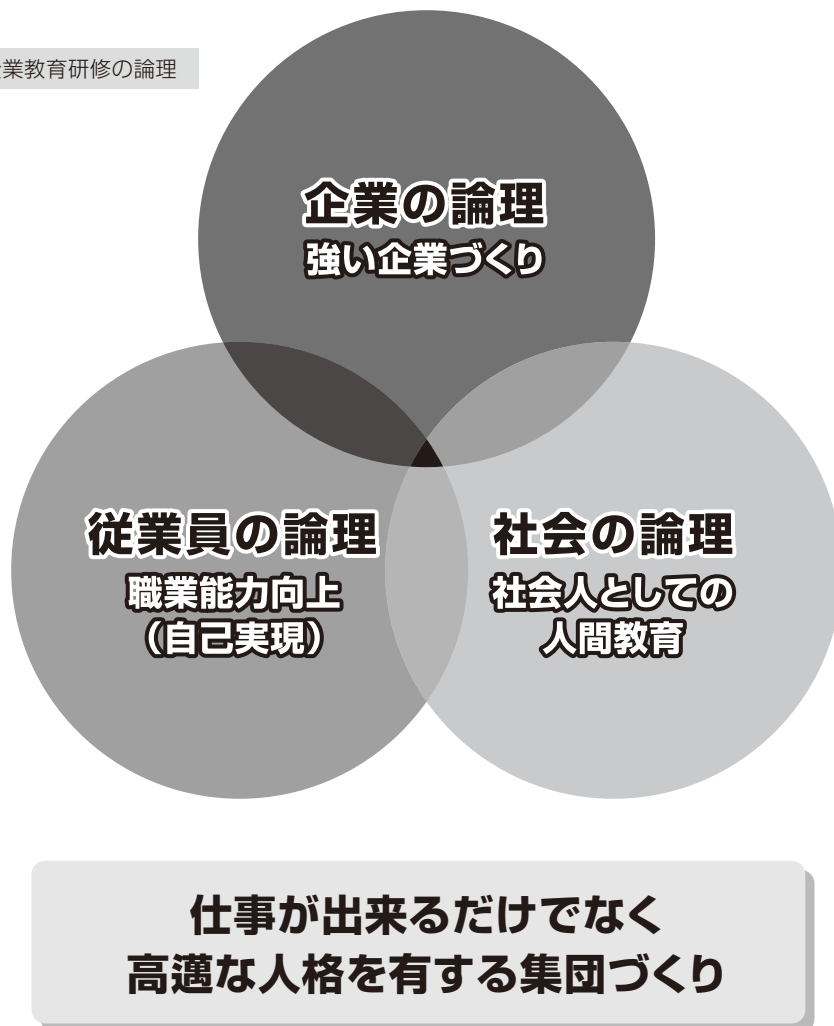 業教育研修の論理
企業の論理
強い企業づくり
従業員の論理
職業能力向上
（自己実現）
社会の論理
社会人としての
人間教育
仕事が出来るだけでなく
高邁な人格を有する集団づくり